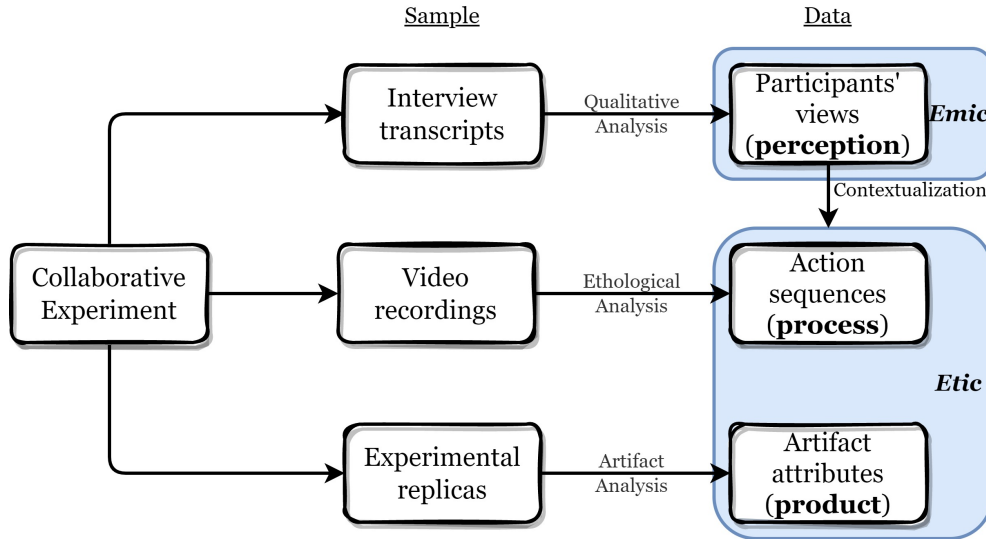 Sample
Data
Interview
transcripts
Qualitative
Analysis
Participants'
views
(perception)
Emic
Contextualization
Collaborative
Experiment
Video
recordings
Ethological
Analysis
Action
sequences
(process)
Etic
Experimental
replicas
Artifact
Analysis
Artifact
attributes
(product)